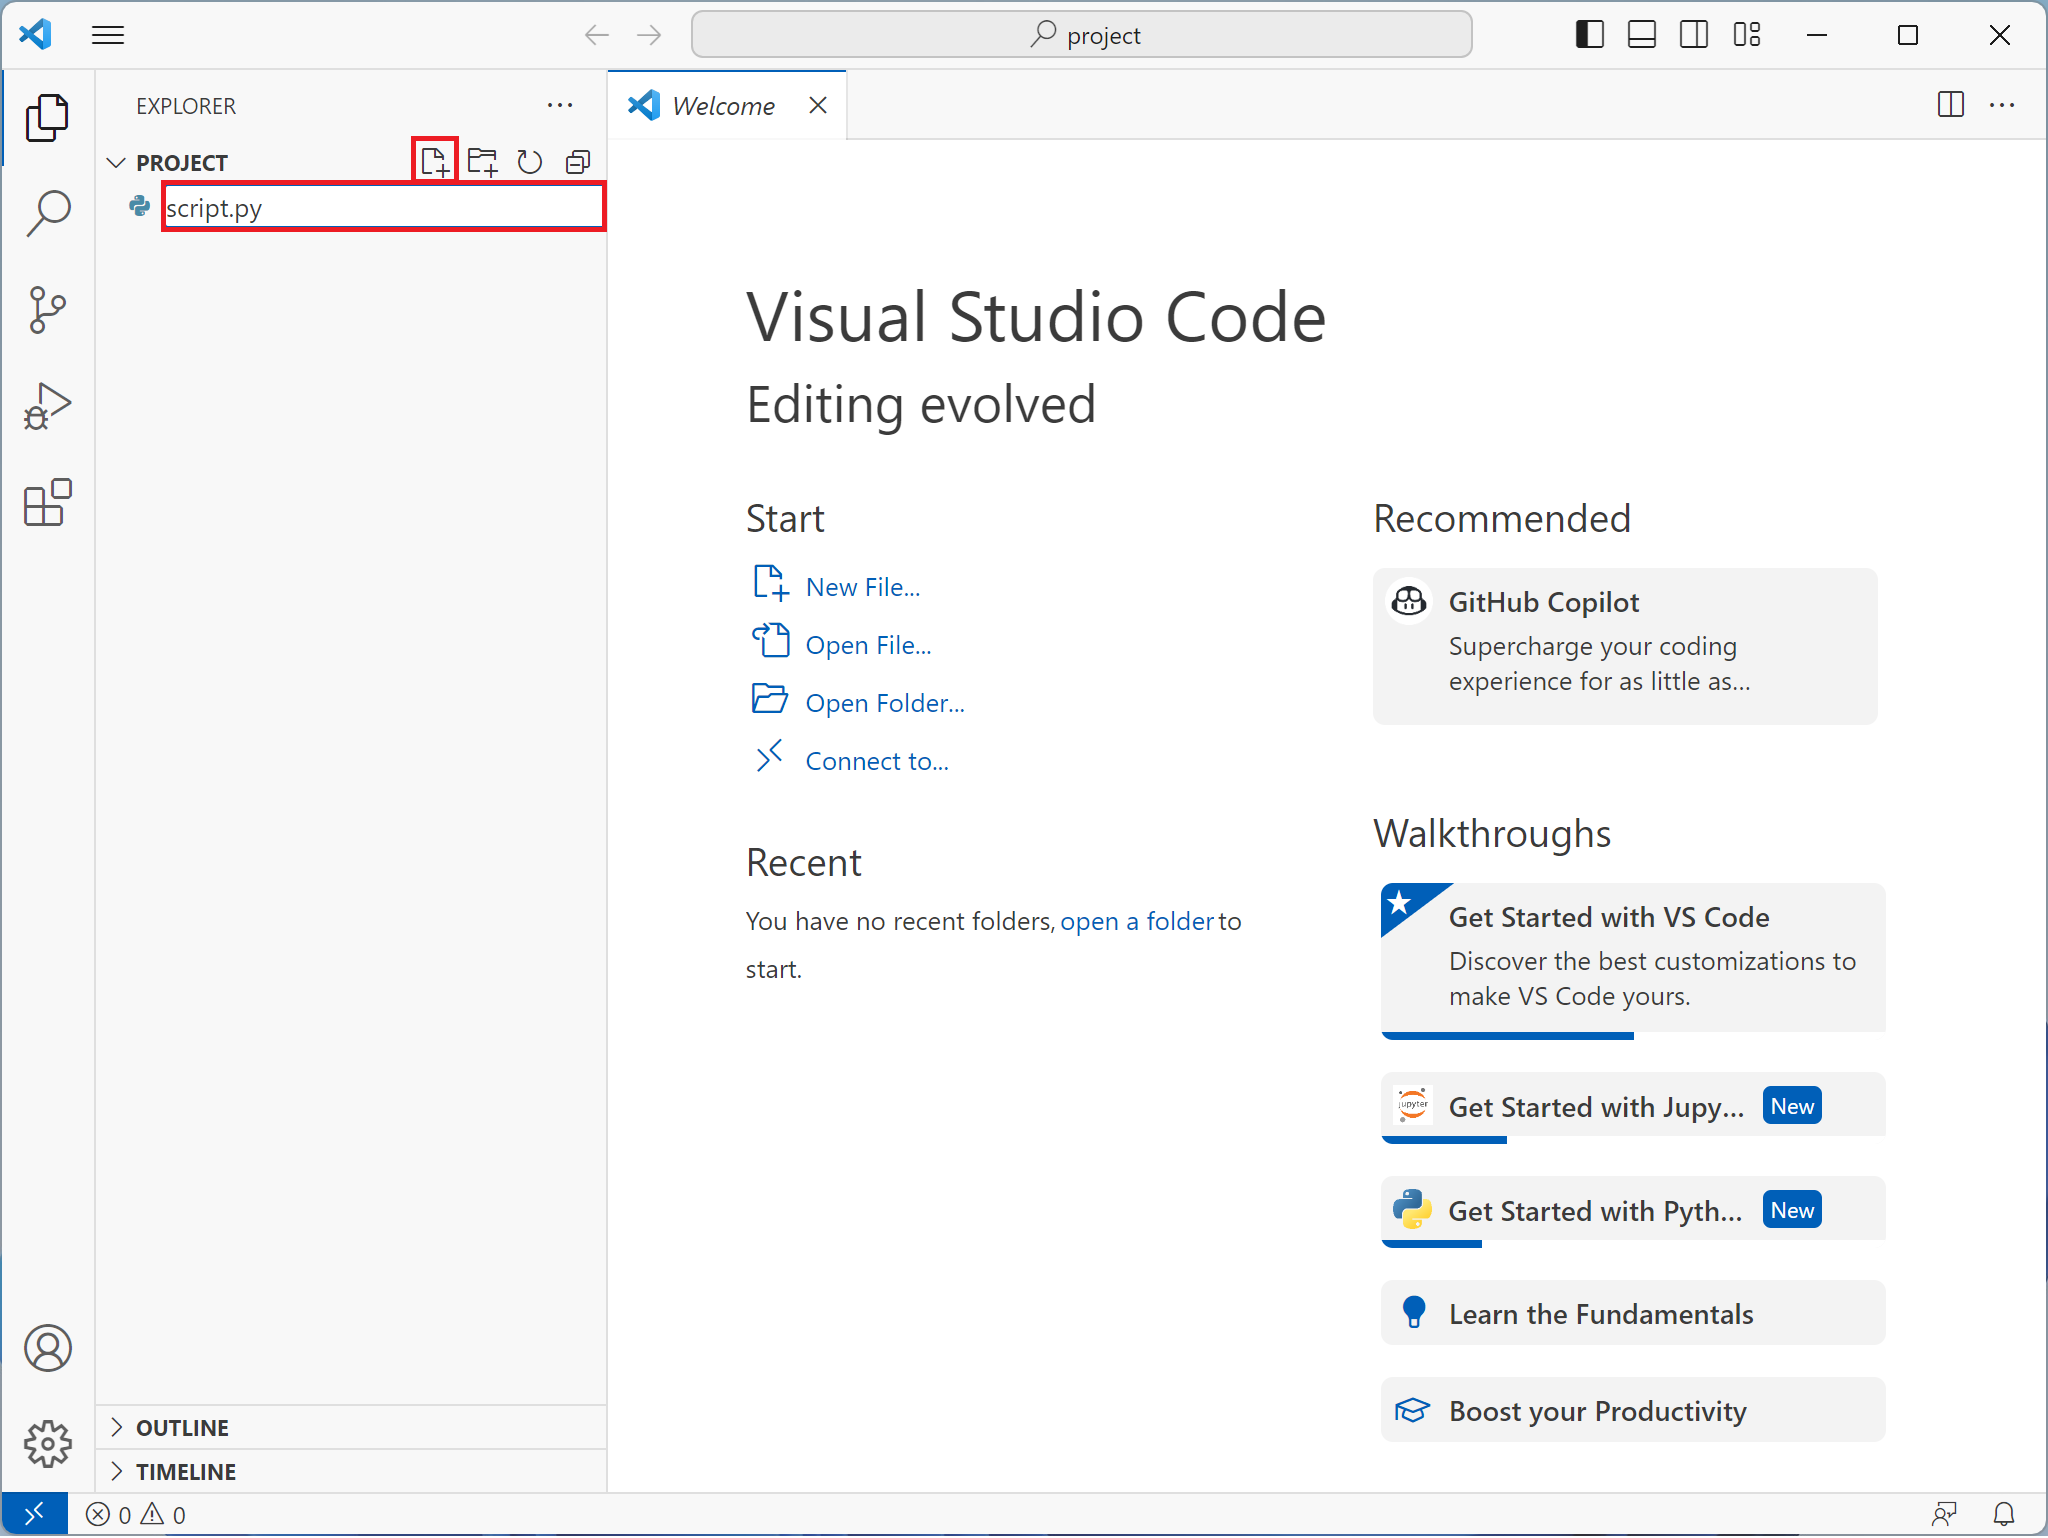 project
EXPLORER
Welcome
PROJECT
script.py
Visual Studio Code
Editing evolved
Start
New File...
Open File...
Open Folder...
Connect to...
Recent
You have no recent folders, open a folder to
start.
Recommended
GitHub Copilot
Supercharge your coding
experience for as little as...
Walkthroughs
Get Started with VS Code
Discover the best customizations to
make VS Code yours.
jupyter
Get Started with Jupy... New
Get Started with Pyth... New
Learn the Fundamentals
Boost your Productivity
OUTLINE
TIMELINE
0 0